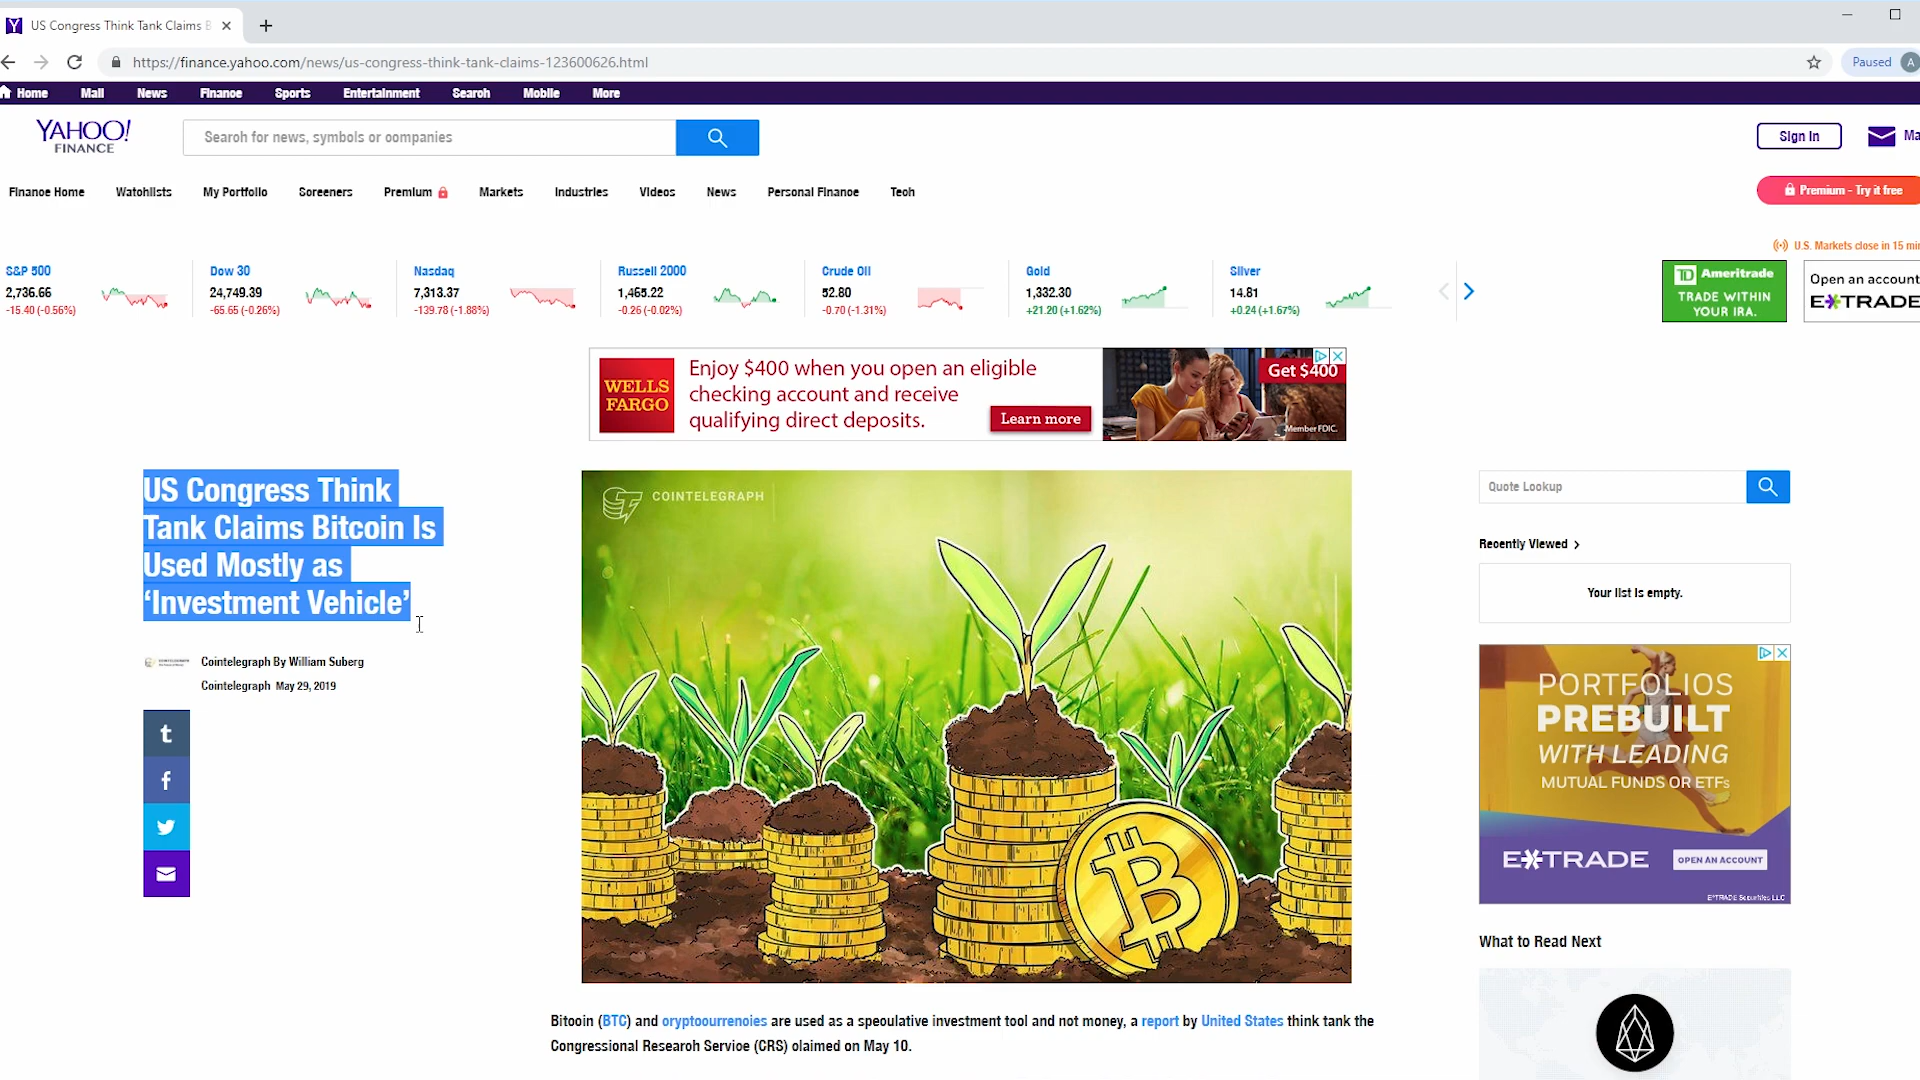 US Congress Think Tank Claims B
https://finance.yahoo.com/news/us-congress-think-tank-claims-123600626.html
Paused A
Home Mail News Finance Sports Entertainment Search Mobile More
YAHOO!
FINANCE
Search for news, symbols or companies
Sign in
Ma
Finance Home Watchlists My Portfolio Screeners Premium Markets Industries Videos News Personal Finance Tech
Premium - Try it free
U.S. Markets close in 15 min
S&P 500 Dow 30 Nasdaq Russell 2000 Crude Oil Gold Silver
2,736.66 24,749.39 7,313.37 1,465.22 52.80 1,332.30 14.81
-15.40 (-0.56%) -65.65 (-0.26%) -139.78 (-1.88%) -0.26 (-0.02%) -0.70 (-1.31%) +21.20 (+1.62%) +0.24 (+1.67%)
TD Ameritrade
TRADE WITHIN
YOUR IRA.
Open an account
E*TRADE
WELLS
FARGO
Enjoy $400 when you open an eligible
checking account and receive
qualifying direct deposits.
Learn more
Get $400
Member FDIC.
US Congress Think
Tank Claims Bitcoin Is
Used Mostly as
‘Investment Vehicle’
Cointelegraph By William Suberg
Cointelegraph May 29, 2019
t
f
COINTELEGRAPH
Quote Lookup
Recently Viewed >
Your list is empty.
PORTFOLIOS
PREBUILT
WITH LEADING
MUTUAL FUNDS OR ETFs
E*TRADE
OPEN AN ACCOUNT
E*TRADE Securities LLC
What to Read Next
Bitcoin (BTC) and cryptocurrencies are used as a speculative investment tool and not money, a report by United States think tank the
Congressional Research Service (CRS) claimed on May 10.